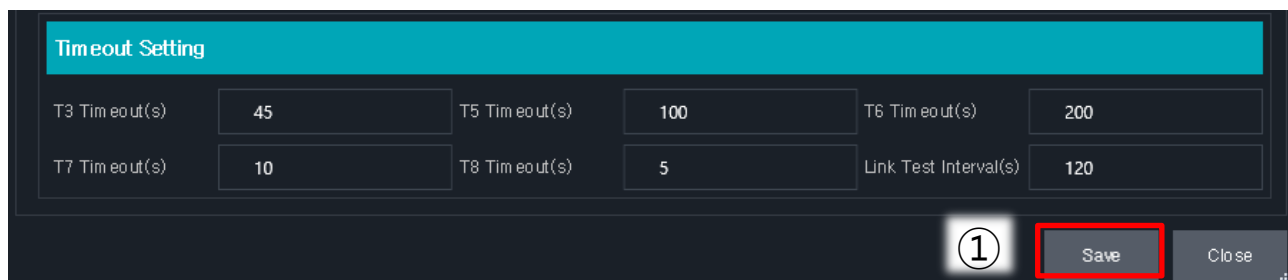 Timeout Setting
T3 Timeout(s) 45 T5 Timeout(s) 100 T6 Timeout(s) 200
T7 Timeout(s) 10 T8 Timeout(s) 5 Link Test Interval(s) 120
① Save Close